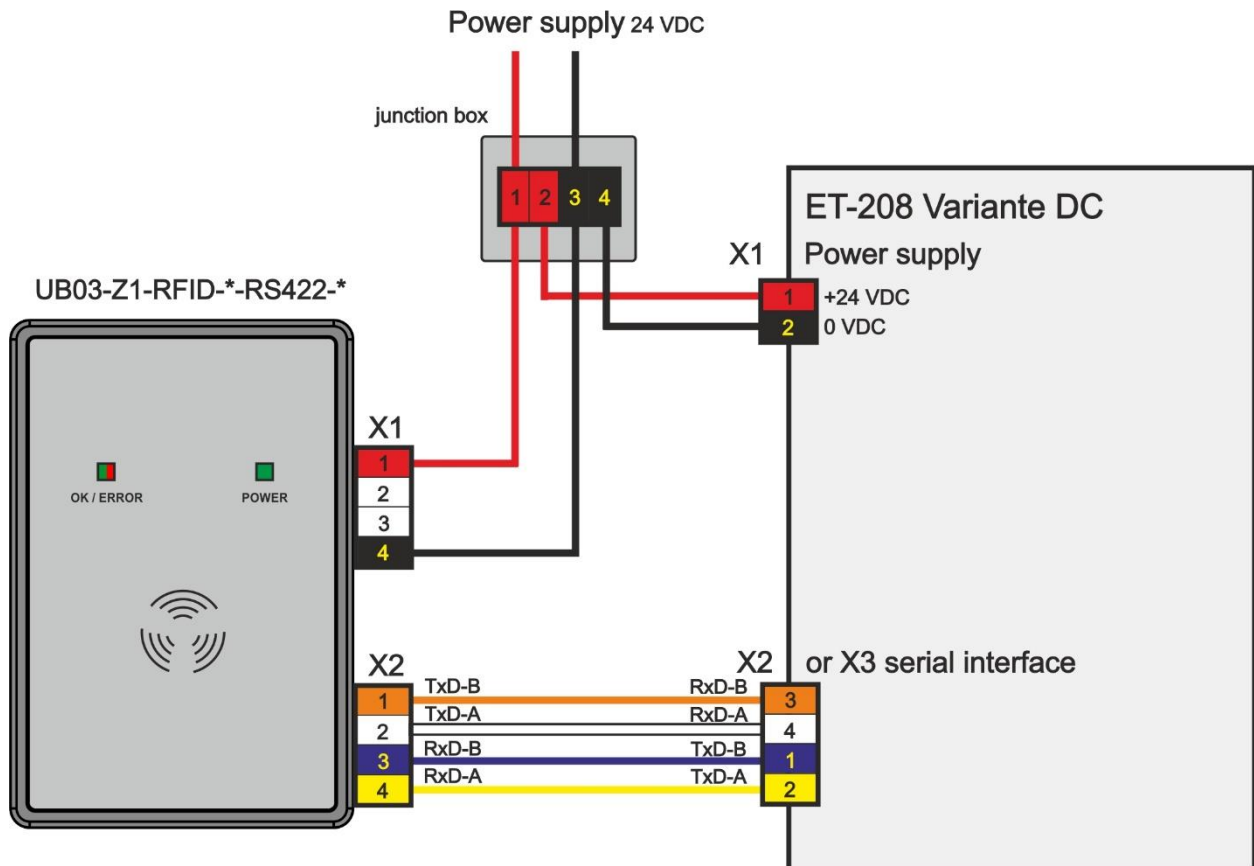 Power supply 24 VDC
junction box
1 2 3 4
ET-208 Variante DC
X1 Power supply
1 +24 VDC
2 0 VDC
UB03-Z1-RFID-*-RS422-*
OK / ERROR
POWER
X1
1
2
3
4
X2
X2 or X3 serial interface
1 TxD-B RxD-B 3
2 TxD-A RxD-A 4
3 RxD-B TxD-B 1
4 RxD-A TxD-A 2